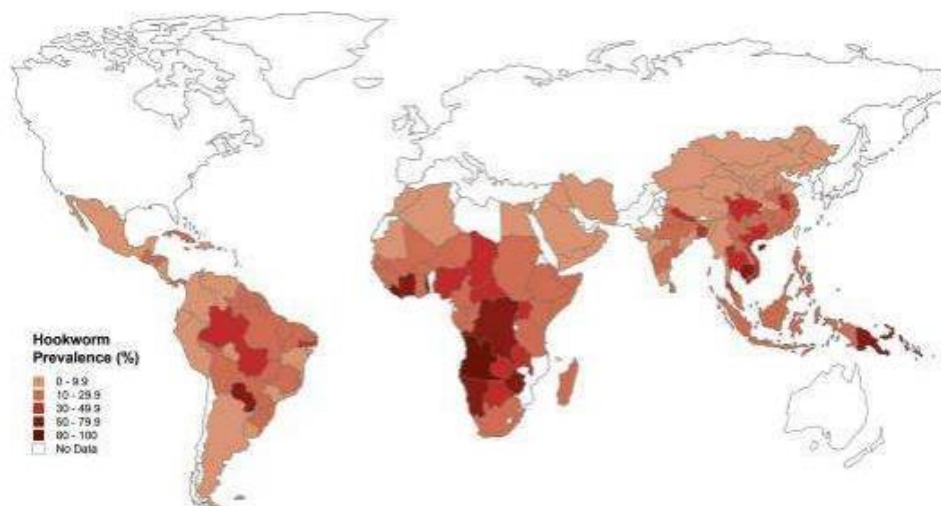 Hookworm
Prevalence (%)
0 - 9.9
10 - 29.9
30 - 49.9
50 - 79.9
80 - 100
No Data